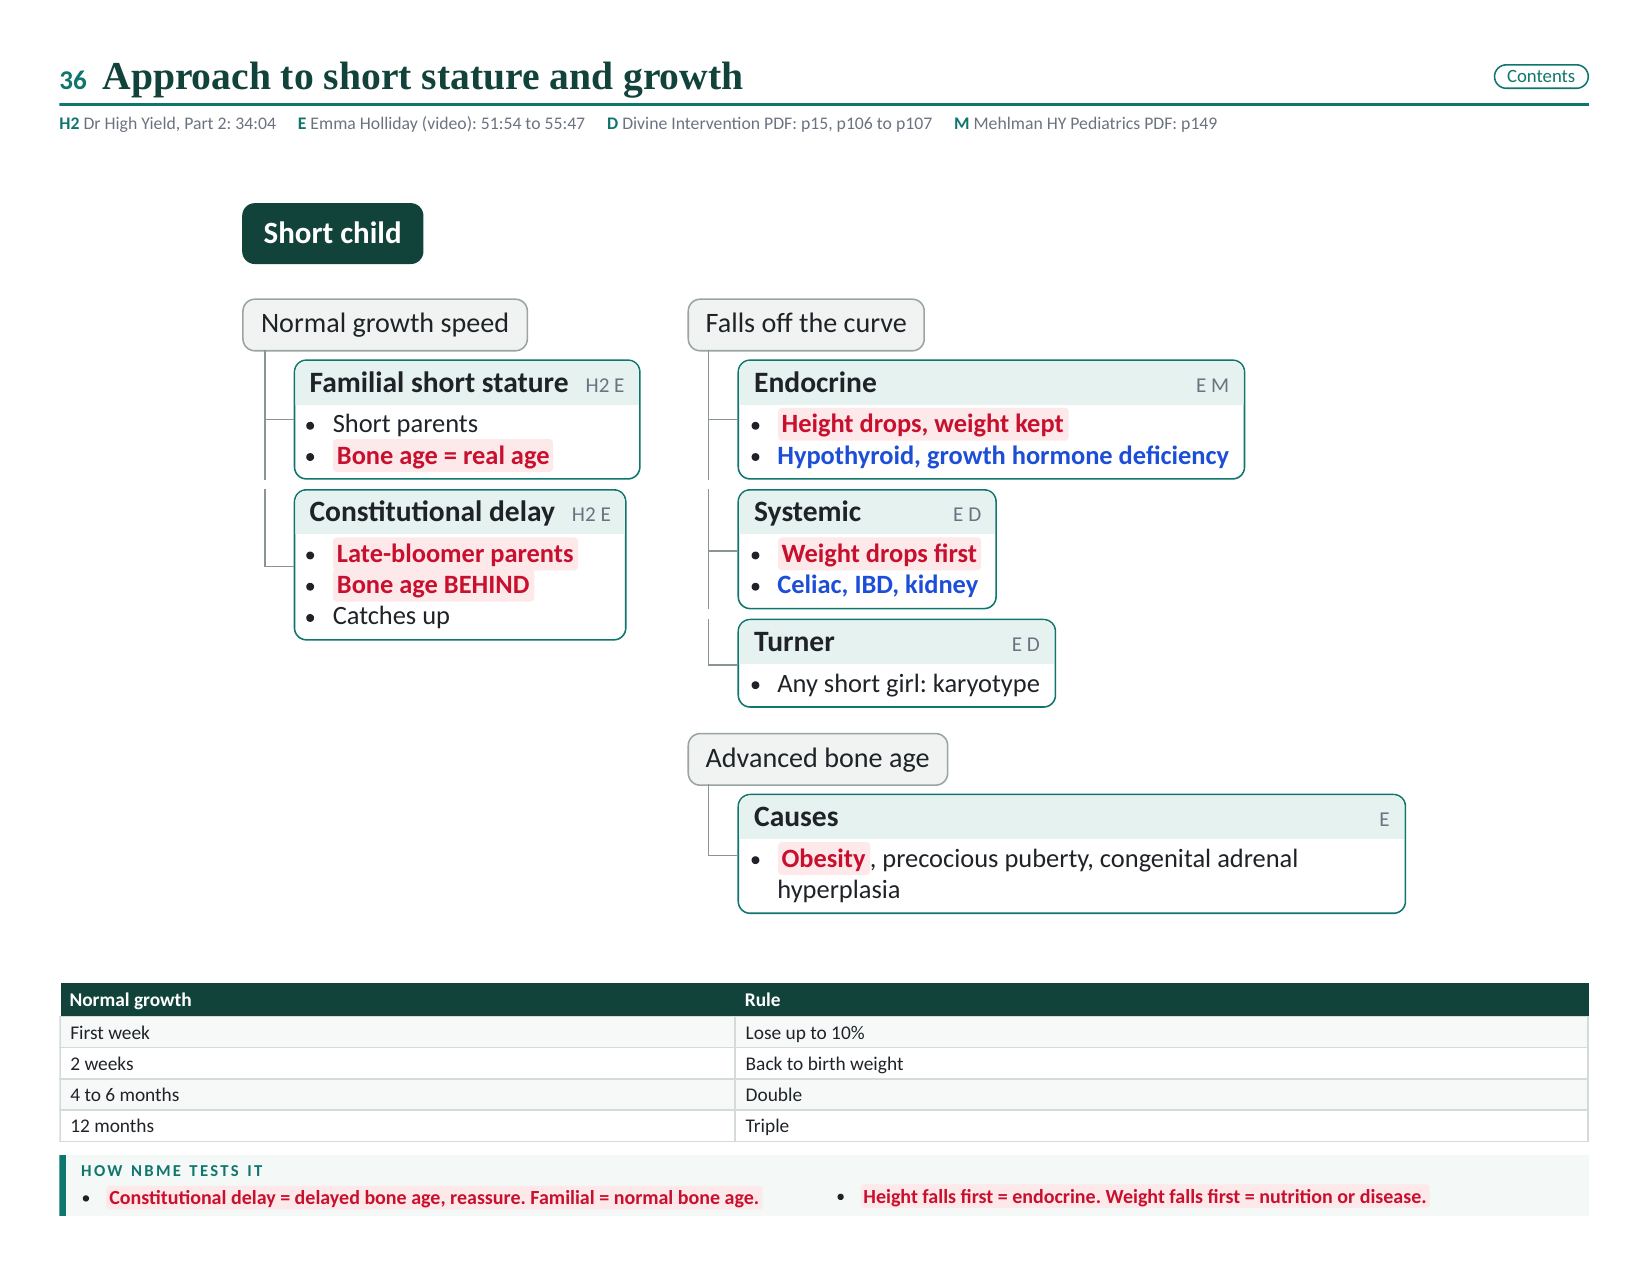 36 Approach to short stature and growth
Contents
H2 Dr High Yield, Part 2: 34:04 E Emma Holliday (video): 51:54 to 55:47 D Divine Intervention PDF: p15, p106 to p107 M Mehlman HY Pediatrics PDF: p149
Short child
Normal growth speed
Familial short stature H2 E
• Short parents
• Bone age = real age
Constitutional delay H2 E
• Late-bloomer parents
• Bone age BEHIND
• Catches up
Falls off the curve
Endocrine E M
• Height drops, weight kept
• Hypothyroid, growth hormone deficiency
Systemic E D
• Weight drops first
• Celiac, IBD, kidney
Turner E D
• Any short girl: karyotype
Advanced bone age
Causes E
• Obesity, precocious puberty, congenital adrenal
hyperplasia
Normal growth Rule
First week Lose up to 10%
2 weeks Back to birth weight
4 to 6 months Double
12 months Triple
HOW NBME TESTS IT
• Constitutional delay = delayed bone age, reassure. Familial = normal bone age.
• Height falls first = endocrine. Weight falls first = nutrition or disease.